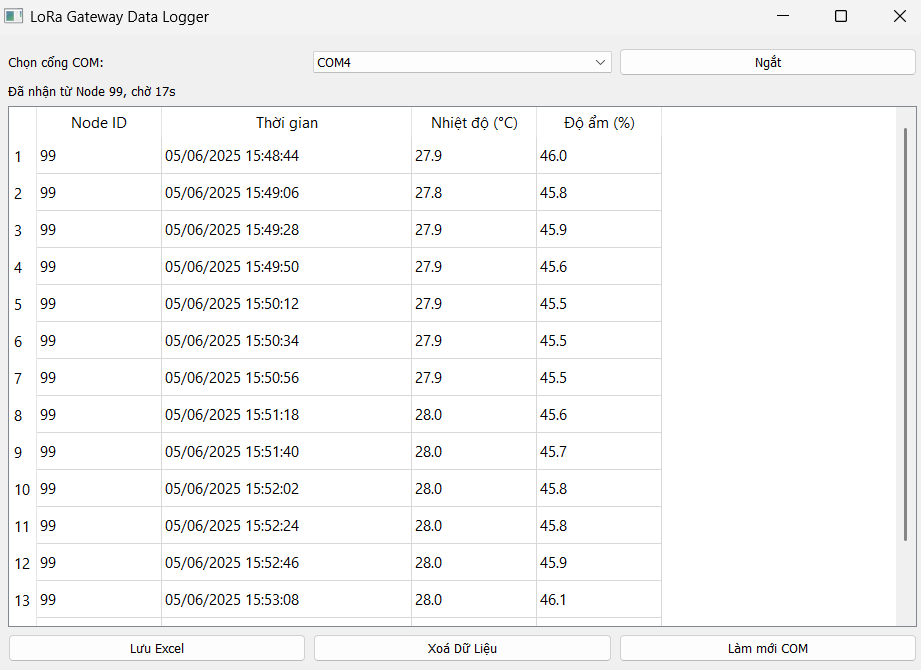 LoRa Gateway Data Logger
Chọn cổng COM: COM4 Ngắt
Đã nhận từ Node 99, chờ 17s
Node ID Thời gian Nhiệt độ (°C) Độ ẩm (%)
1 99 05/06/2025 15:48:44 27.9 46.0
2 99 05/06/2025 15:49:06 27.8 45.8
3 99 05/06/2025 15:49:28 27.9 45.9
4 99 05/06/2025 15:49:50 27.9 45.6
5 99 05/06/2025 15:50:12 27.9 45.5
6 99 05/06/2025 15:50:34 27.9 45.5
7 99 05/06/2025 15:50:56 27.9 45.5
8 99 05/06/2025 15:51:18 28.0 45.6
9 99 05/06/2025 15:51:40 28.0 45.7
10 99 05/06/2025 15:52:02 28.0 45.8
11 99 05/06/2025 15:52:24 28.0 45.8
12 99 05/06/2025 15:52:46 28.0 45.9
13 99 05/06/2025 15:53:08 28.0 46.1
Lưu Excel Xoá Dữ Liệu Làm mới COM